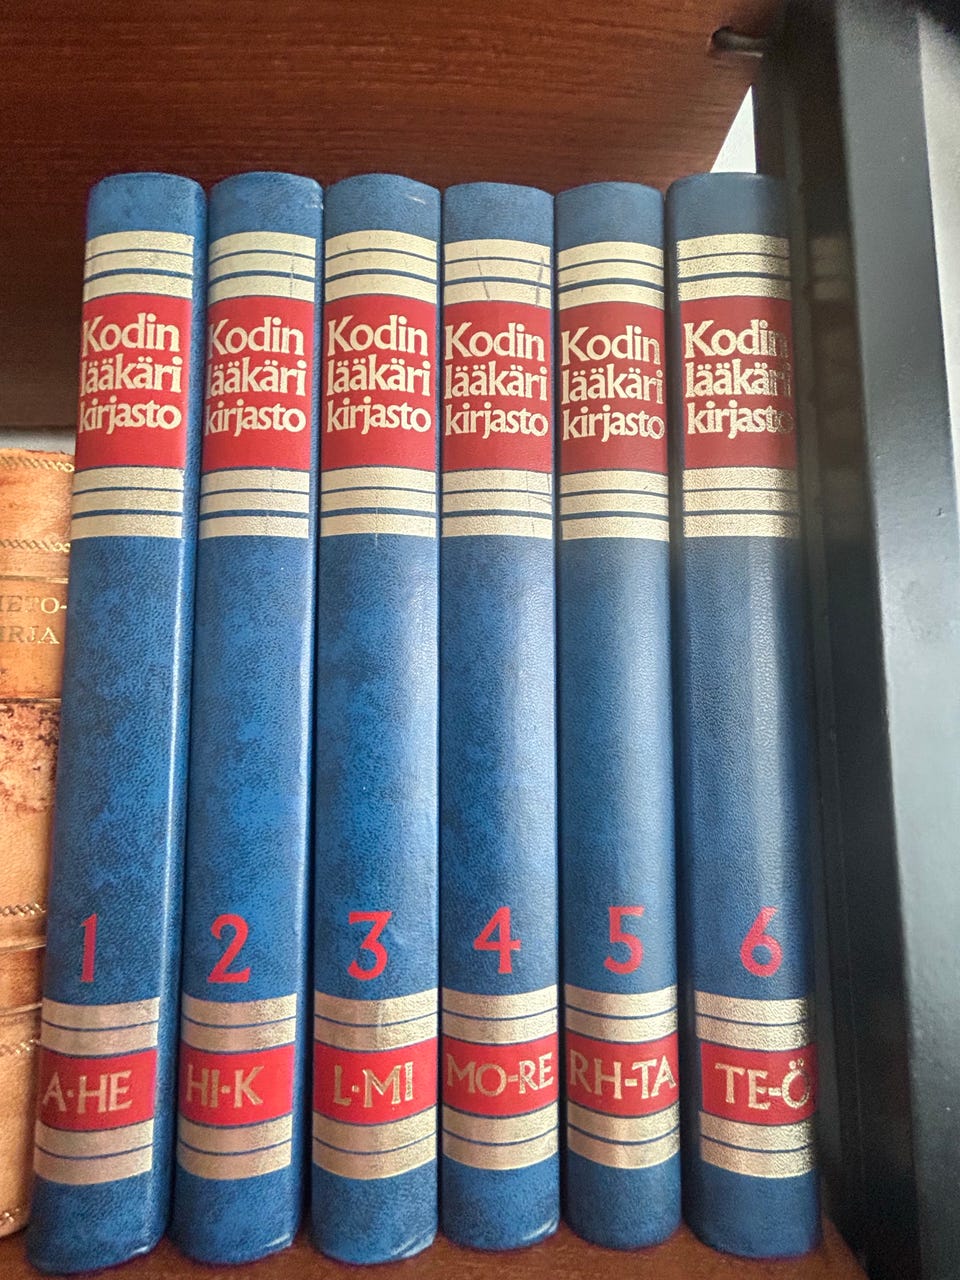 Kodin
lääkäri
kirjasto
1
A·HE
Kodin
lääkäri
kirjasto
2
HI·K
Kodin
lääkäri
kirjasto
3
L·MI
Kodin
lääkäri
kirjasto
4
MO-RE
Kodin
lääkäri
kirjasto
5
RH-TA
Kodin
lääkäri
kirjasto
6
TE-Ö